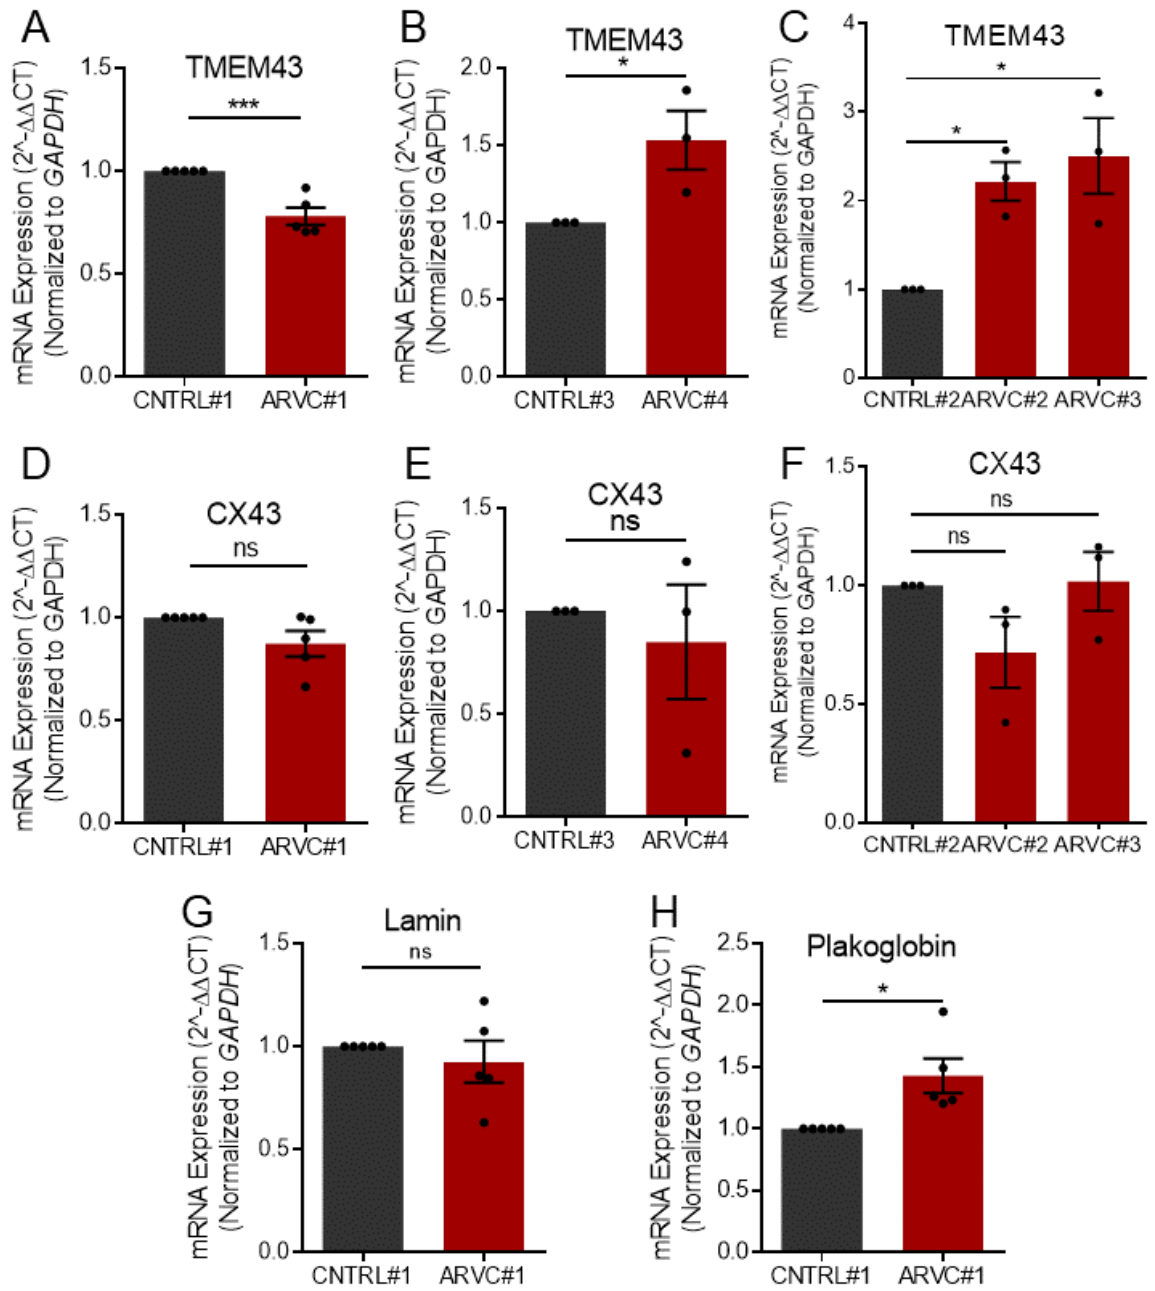 A
TMEM43
***
mRNA Expression (2^-ΔΔCT)
(Normalized to GAPDH)
1.5
1.0
0.5
0.0
CNTRL#1 ARVC#1
B
TMEM43
*
mRNA Expression (2^-ΔΔCT)
(Normalized to GAPDH)
2.0
1.5
1.0
0.5
0.0
CNTRL#3 ARVC#4
C
TMEM43
*
*
mRNA Expression (2^-ΔΔCT)
(Normalized to GAPDH)
4
3
2
1
0
CNTRL#2 ARVC#2 ARVC#3
D
CX43
ns
mRNA Expression (2^-ΔΔCT)
(Normalized to GAPDH)
1.5
1.0
0.5
0.0
CNTRL#1 ARVC#1
E
CX43
ns
mRNA Expression (2^-ΔΔCT)
(Normalized to GAPDH)
1.5
1.0
0.5
0.0
CNTRL#3 ARVC#4
F
CX43
ns
ns
mRNA Expression (2^-ΔΔCT)
(Normalized to GAPDH)
1.5
1.0
0.5
0.0
CNTRL#2 ARVC#2 ARVC#3
G
Lamin
ns
mRNA Expression (2^-ΔΔCT)
(Normalized to GAPDH)
1.5
1.0
0.5
0.0
CNTRL#1 ARVC#1
H
Plakoglobin
*
mRNA Expression (2^-ΔΔCT)
(Normalized to GAPDH)
2.5
2.0
1.5
1.0
0.5
0.0
CNTRL#1 ARVC#1